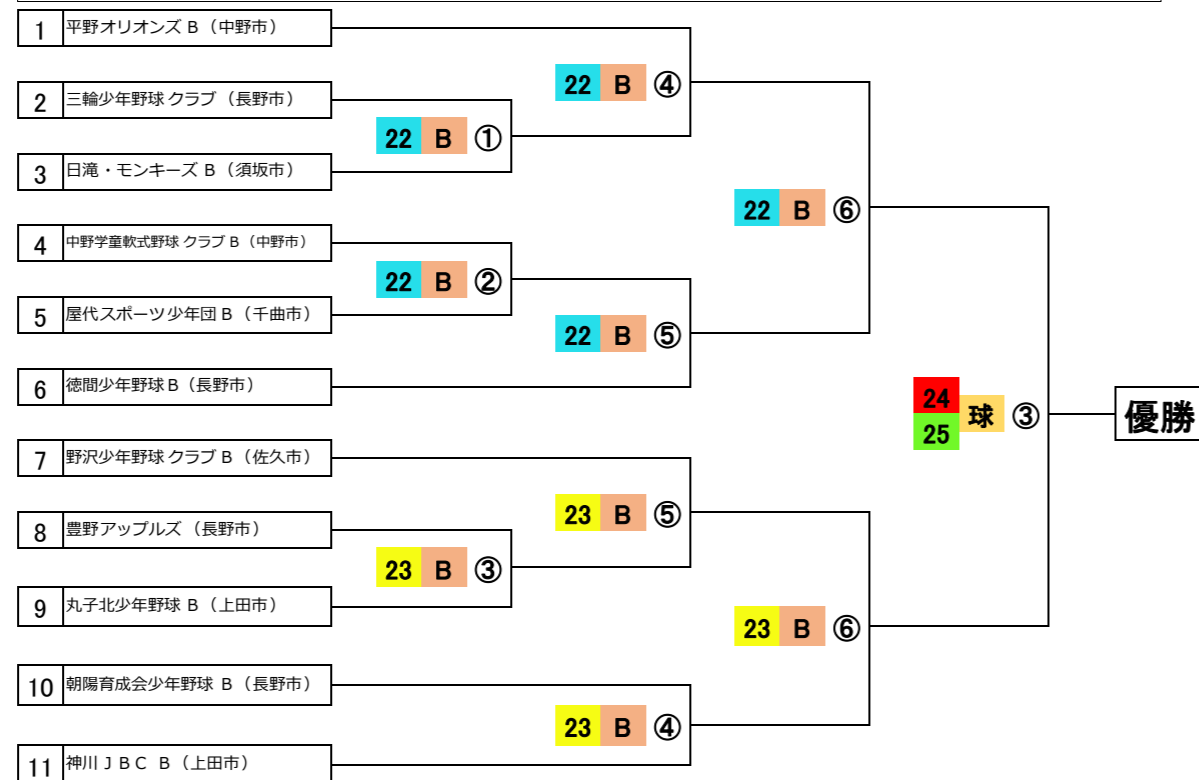 1 平野オリオンズ B （中野市）
22 B ④
2 三輪少年野球 クラブ （長野市）
22 B ①
3 日滝・モンキーズ B （須坂市）
22 B ⑥
4 中野学童軟式野球 クラブ B （中野市）
22 B ②
5 屋代スポーツ 少年団 B （千曲市）
22 B ⑤
6 徳間少年野球 B （長野市）
24
25
球 ③
優勝
7 野沢少年野球 クラブ B （佐久市）
23 B ⑤
8 豊野アップルズ （長野市）
23 B ③
9 丸子北少年野球 B （上田市）
23 B ⑥
10 朝陽育成会少年野球 B （長野市）
23 B ④
11 神川 J B C B （上田市）